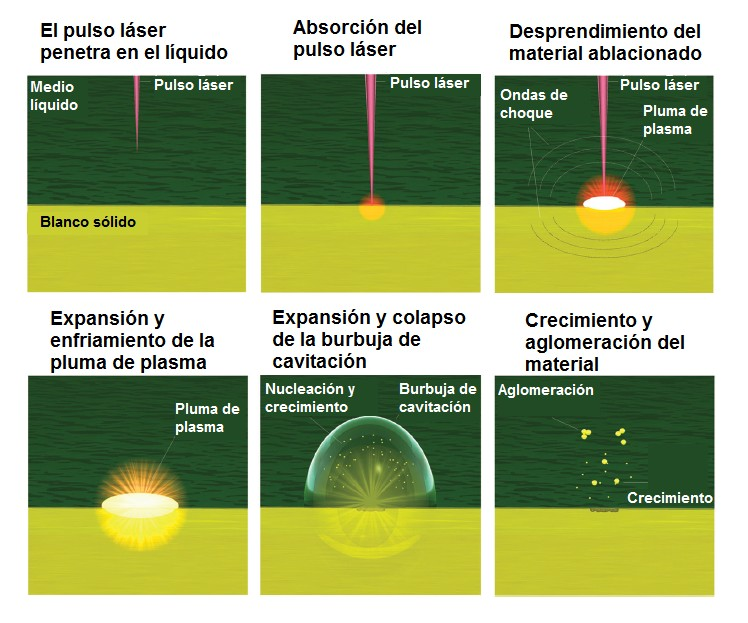 El pulso láser
penetra en el líquido
Absorción del
pulso láser
Desprendimiento del
material ablacionado
Medio
líquido
Pulso láser
Blanco sólido
Pulso láser
Ondas de
choque
Pulso láser
Pluma de
plasma
Expansión y
enfriamiento de la
pluma de plasma
Expansión y colapso
de la burbuja de
cavitación
Crecimiento y
aglomeración del
material
Pluma de
plasma
Nucleación y
crecimiento
Burbuja de
cavitación
Aglomeración
Crecimiento